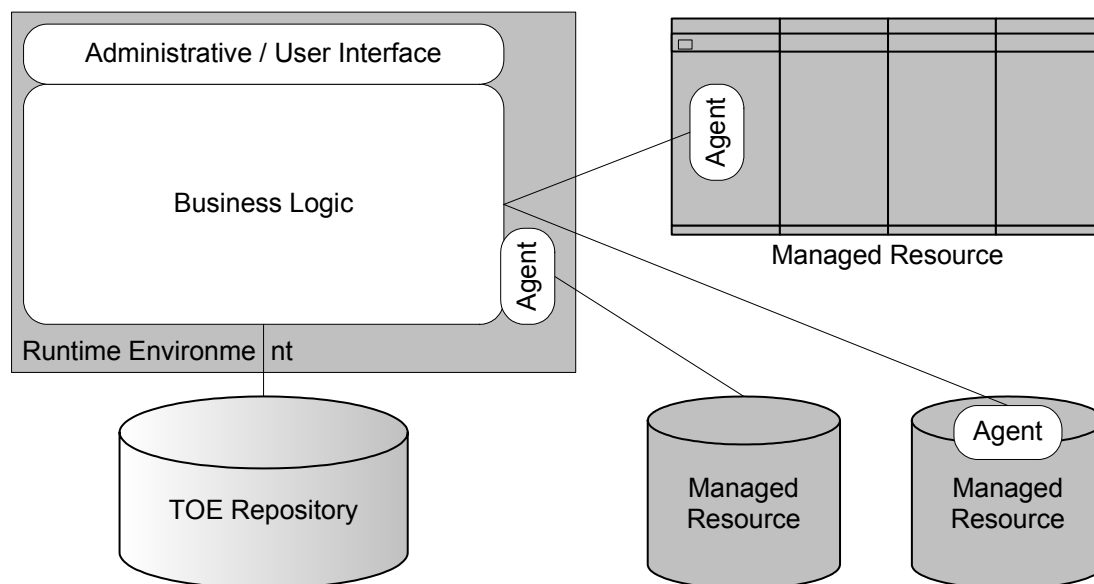 Administrative / User Interface
Agent
Business Logic
Managed Resource
Agent
Runtime Environme nt
Agent
TOE Repository
Managed
Resource
Managed
Resource